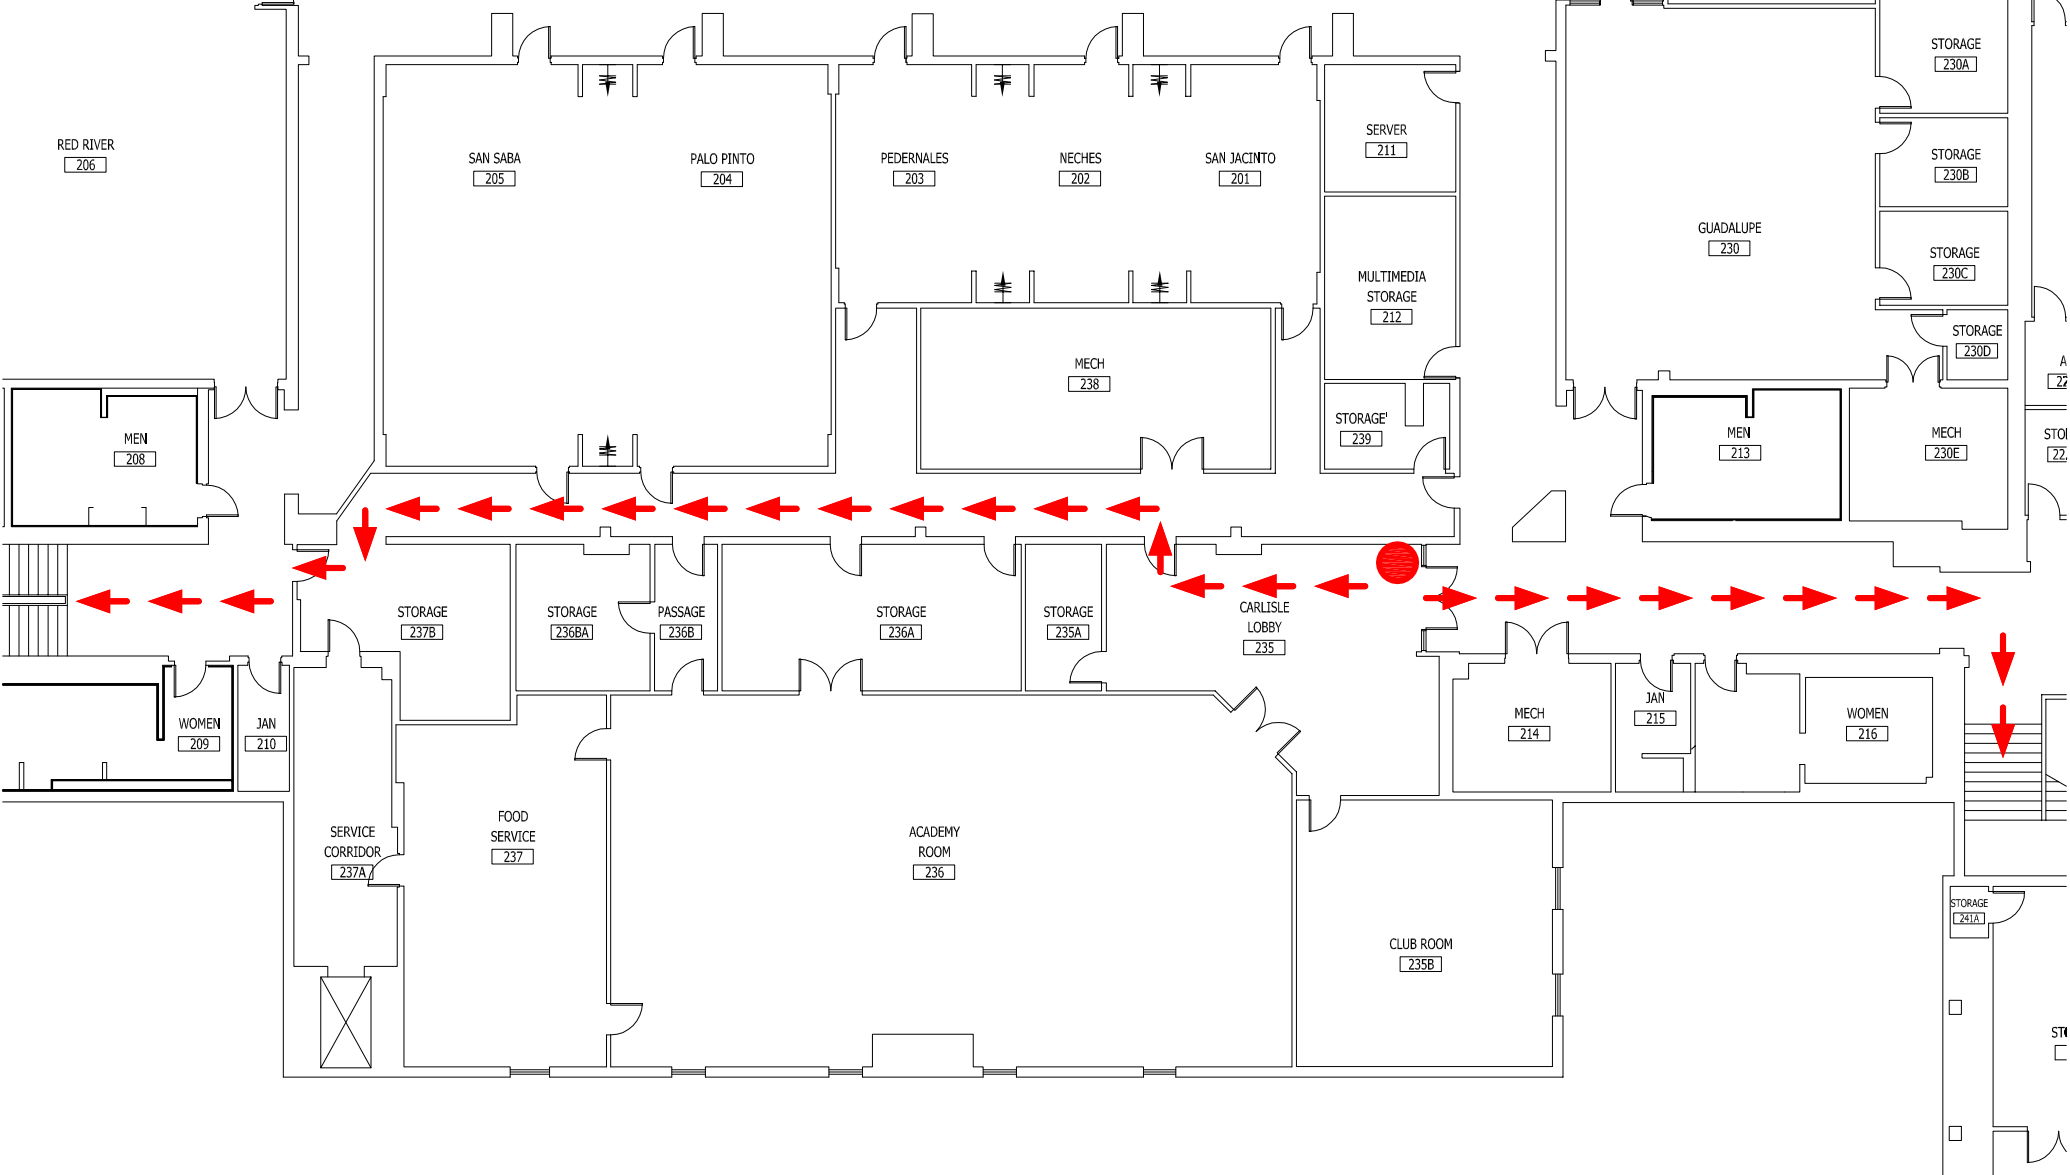 STORAGE
230A
RED RIVER
206
SAN SABA
205
PALO PINTO
204
PEDERNALES
203
NECHES
202
SAN JACINTO
201
SERVER
211
STORAGE
230B
GUADALUPE
230
MULTIMEDIA
STORAGE
212
STORAGE
230C
STORAGE
230D
MECH
238
STORAGE'
239
MEN
208
MEN
213
MECH
230E
STORAGE
237B
STORAGE
236BA
PASSAGE
236B
STORAGE
236A
STORAGE
235A
CARLISLE
LOBBY
235
WOMEN
209
JAN
210
MECH
214
JAN
215
WOMEN
216
SERVICE
CORRIDOR
237A
FOOD
SERVICE
237
ACADEMY
ROOM
236
CLUB ROOM
235B
STORAGE
241A